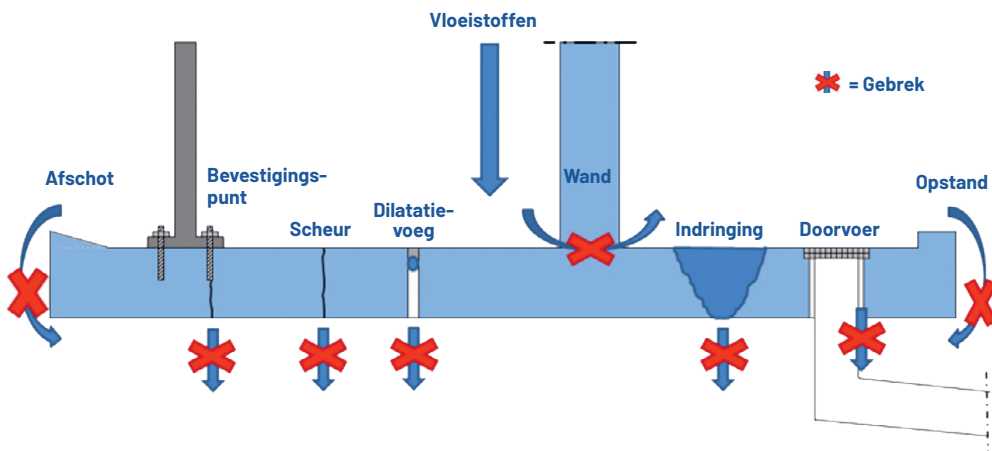 Vloeistoffen
= Gebrek
Afschot
Bevestigings-
punt
Scheur
Dilatatie-
voeg
Wand
Indringing
Doorvoer
Opstand